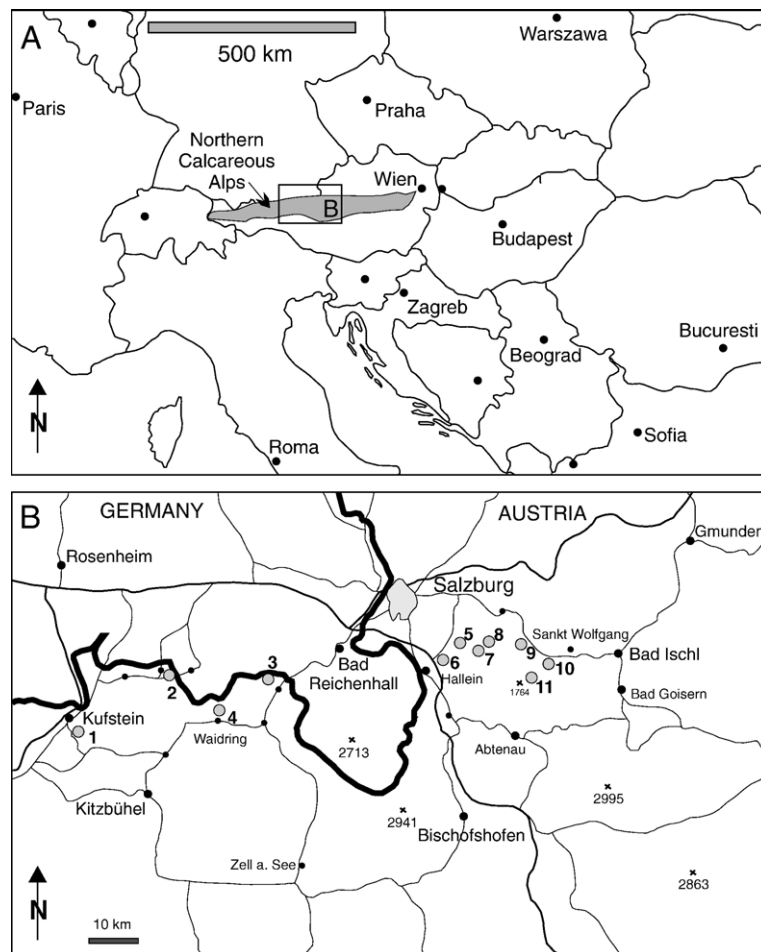 A
500 km
Warszawa
Paris
Praha
Northern
Calcareous
Alps
Wien
B
Budapest
Zagreb
Bucuresti
Beograd
N
Roma
Sofia
B
GERMANY
AUSTRIA
Gmunden
Rosenheim
Salzburg
5
8
Sankt Wolfgang
9
6
7
10
Bad Ischl
3
Bad
Reichenhall
Hallein
2
11
1764
Bad Goisern
4
Kufstein
1
Waidring
Abtenau
2713
Kitzbühel
2995
2941
Bischofshofen
Zell a. See
2863
N
10 km